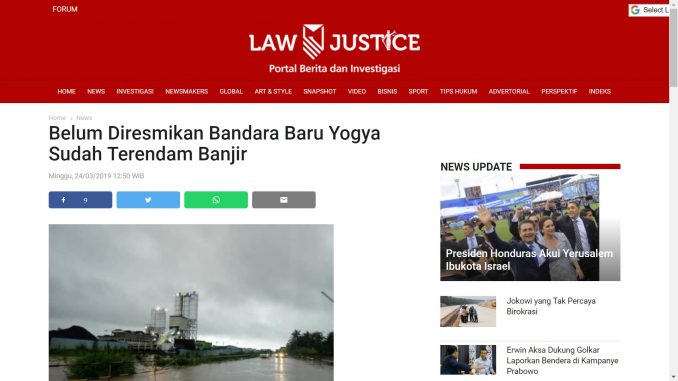 FORUM
Select L
LAW JUSTICE
Portal Berita dan Investigasi
HOME NEWS INVESTIGASI NEWSMAKERS GLOBAL ART & STYLE SNAPSHOT VIDEO BISNIS SPORT TIPS HUKUM ADVERTORIAL PERSPEKTIF INDEKS
Home > News
Belum Diresmikan Bandara Baru Yogya
Sudah Terendam Banjir
Minggu, 24/03/2019 12:50 WIB
9
NEWS UPDATE
Presiden Honduras Akui Yerusalem
Ibukota Israel
Jokowi yang Tak Percaya
Birokrasi
Erwin Aksa Dukung Golkar
Laporkan Bendera di Kampanye
Prabowo